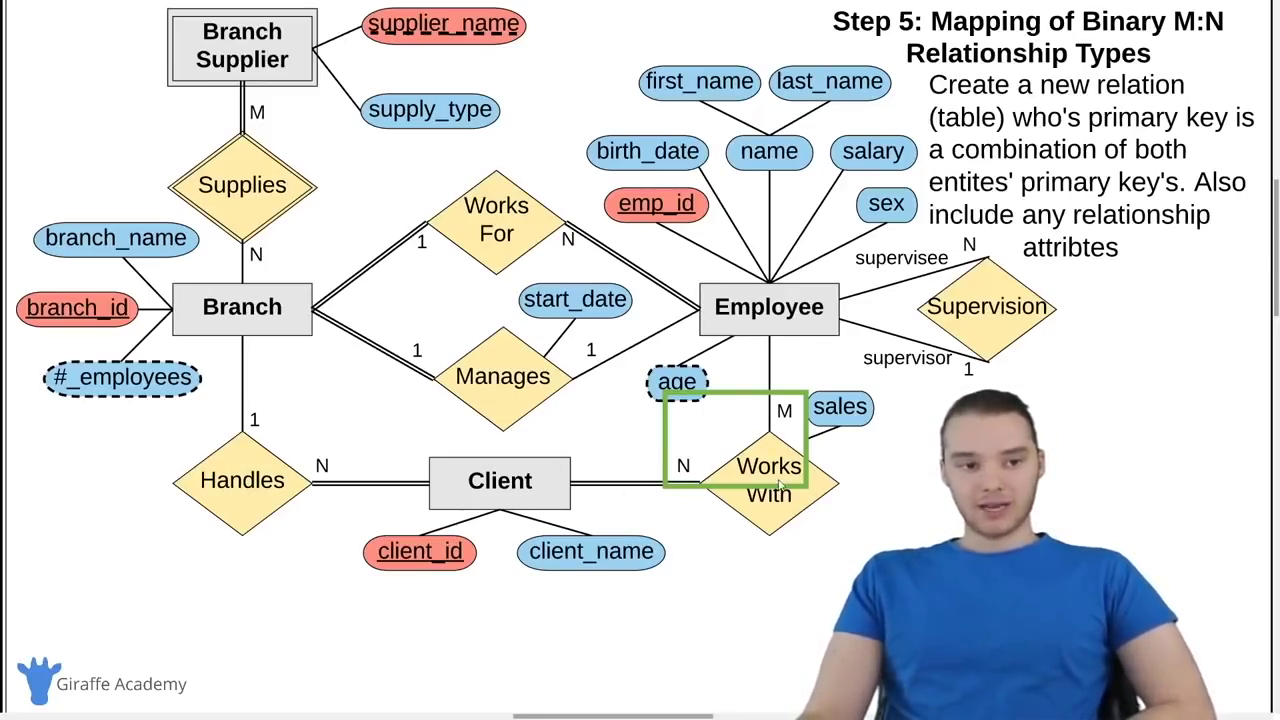 Branch
Supplier
supplier_name
supply_type
M
Supplies
N
branch_name
branch_id
#_employees
Branch
Works
For
1
N
start_date
Manages
1
1
first_name
last_name
birth_date
name
salary
emp_id
sex
Employee
age
supervisee
N
Supervision
supervisor
1
M
sales
Works
With
N
Client
client_id
client_name
N
Handles
1
Step 5: Mapping of Binary M:N
Relationship Types
Create a new relation
(table) who's primary key is
a combination of both
entites' primary key's. Also
include any relationship
attribtes
Giraffe Academy